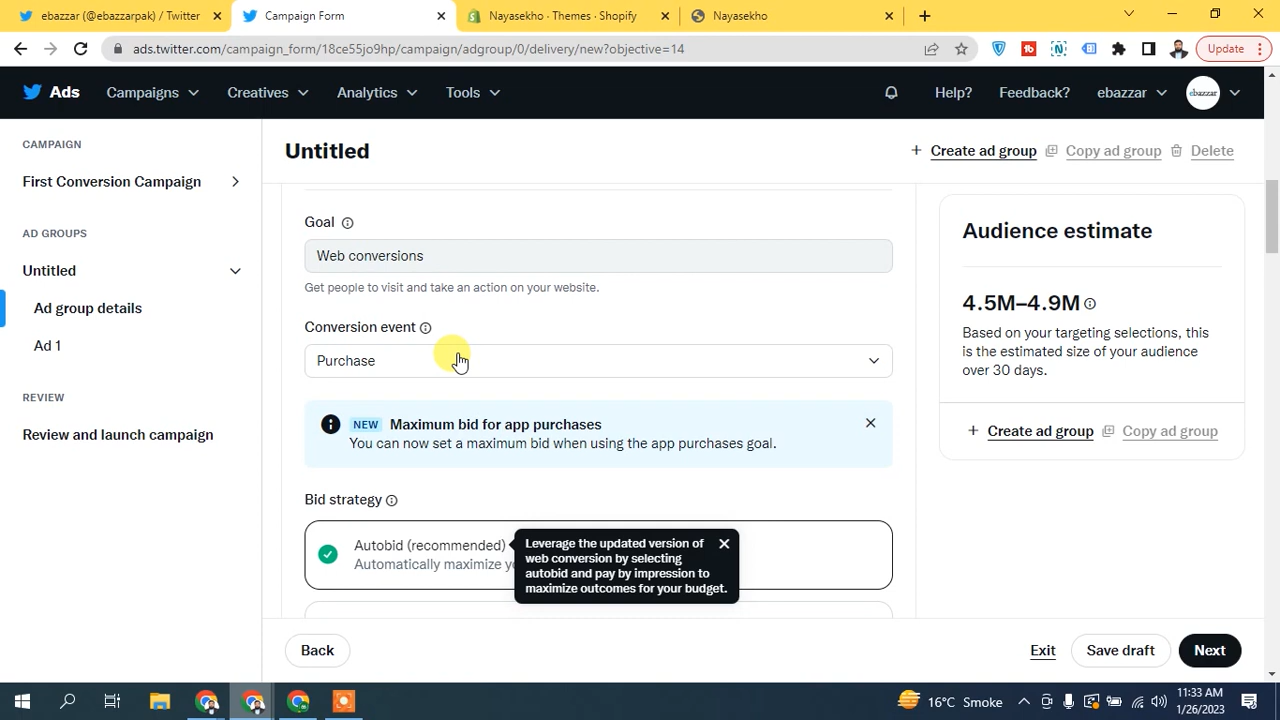 ebazzar (@ebazzarpak) / Twitter
Campaign Form
Nayasekho · Themes · Shopify
Nayasekho
ads.twitter.com/campaign_form/18ce55jo9hp/campaign/adgroup/0/delivery/new?objective=14
Update
Ads
Campaigns
Creatives
Analytics
Tools
Help?
Feedback?
ebazzar
ebazzar
CAMPAIGN
First Conversion Campaign
AD GROUPS
Untitled
Ad group details
Ad 1
REVIEW
Review and launch campaign
Untitled
+ Create ad group
Copy ad group
Delete
Goal
Web conversions
Get people to visit and take an action on your website.
Conversion event
Purchase
NEW Maximum bid for app purchases
You can now set a maximum bid when using the app purchases goal.
Bid strategy
Autobid (recommended)
Automatically maximize yo
Leverage the updated version of
web conversion by selecting
autobid and pay by impression to
maximize outcomes for your budget.
Audience estimate
4.5M–4.9M
Based on your targeting selections, this
is the estimated size of your audience
over 30 days.
+ Create ad group
Copy ad group
Back
Exit
Save draft
Next
16°C Smoke
11:33 AM
1/26/2023